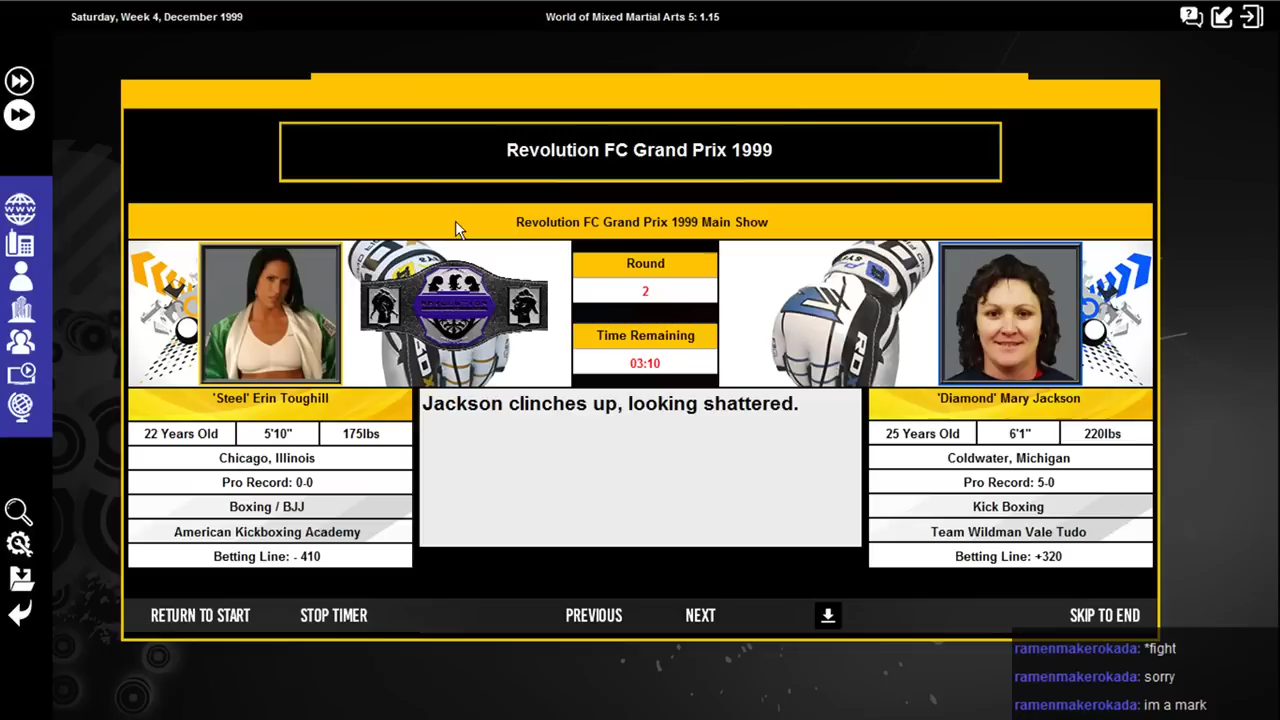 Saturday, Week 4, December 1999
World of Mixed Martial Arts 5: 1.15
Revolution FC Grand Prix 1999
Revolution FC Grand Prix 1999 Main Show
Round
2
Time Remaining
03:10
'Steel' Erin Toughill
22 Years Old
5'10"
175lbs
Chicago, Illinois
Pro Record: 0-0
Boxing / BJJ
American Kickboxing Academy
Betting Line: - 410
Jackson clinches up, looking shattered.
'Diamond' Mary Jackson
25 Years Old
6'1"
220lbs
Coldwater, Michigan
Pro Record: 5-0
Kick Boxing
Team Wildman Vale Tudo
Betting Line: +320
RETURN TO START
STOP TIMER
PREVIOUS
NEXT
SKIP TO END
ramenmakerokada: *fight
ramenmakerokada: sorry
ramenmakerokada: im a mark
WWW